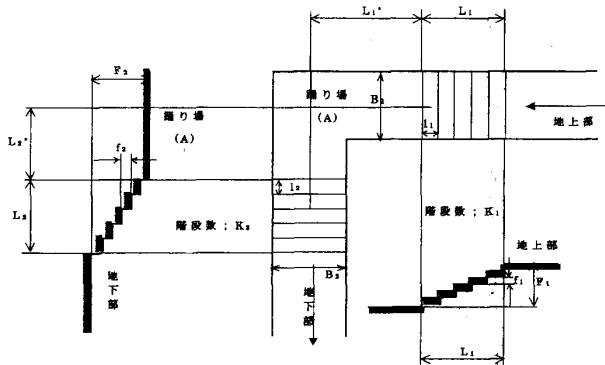 L₁*
L₁
F₂
踊り場
(A)
踊り場
(A)
B₁
l₁
地上部
L₂*
f₂
L₂
l₂
階段数;K₂
階段数;K₁
地上部
B₂
f₁
F₁
地下部
地下部
L₁